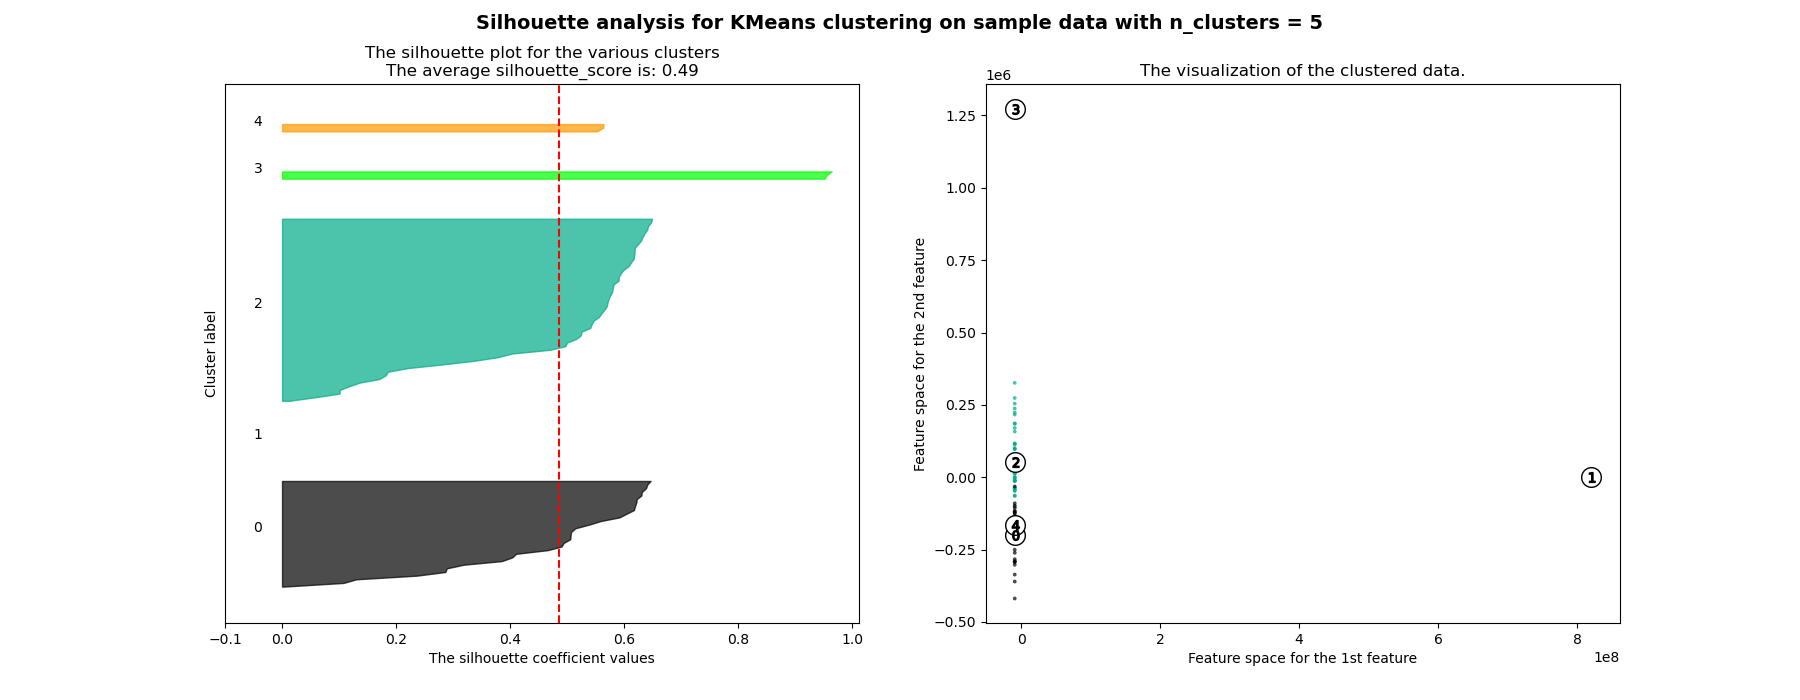 Silhouette analysis for KMeans clustering on sample data with n_clusters = 5
The silhouette plot for the various clusters
The average silhouette_score is: 0.49
4
3
2
1
0
Cluster label
−0.1 0.0 0.2 0.4 0.6 0.8 1.0
The silhouette coefficient values
The visualization of the clustered data.
1e6
1.25
1.00
0.75
0.50
0.25
0.00
−0.25
−0.50
Feature space for the 2nd feature
3
2
1
4
0
0 2 4 6 8
1e8
Feature space for the 1st feature